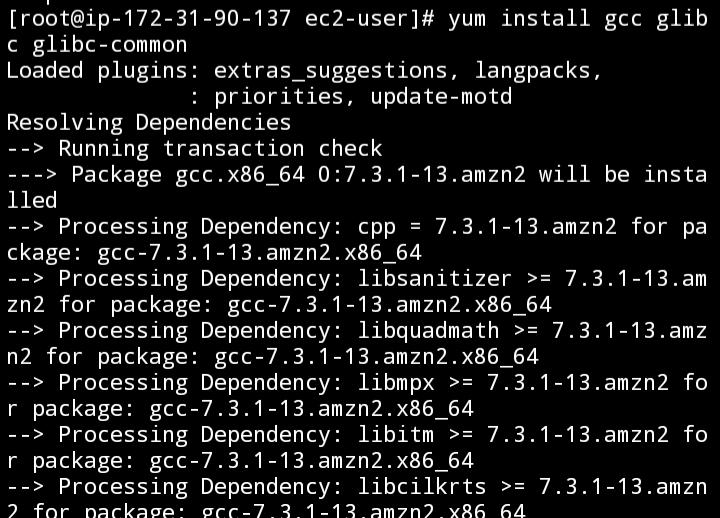 [root@ip-172-31-90-137 ec2-user]# yum install gcc glib
c glibc-common
Loaded plugins: extras_suggestions, langpacks,
              : priorities, update-motd
Resolving Dependencies
--> Running transaction check
---> Package gcc.x86_64 0:7.3.1-13.amzn2 will be insta
lled
--> Processing Dependency: cpp = 7.3.1-13.amzn2 for pa
ckage: gcc-7.3.1-13.amzn2.x86_64
--> Processing Dependency: libsanitizer >= 7.3.1-13.am
zn2 for package: gcc-7.3.1-13.amzn2.x86_64
--> Processing Dependency: libquadmath >= 7.3.1-13.amz
n2 for package: gcc-7.3.1-13.amzn2.x86_64
--> Processing Dependency: libmpx >= 7.3.1-13.amzn2 fo
r package: gcc-7.3.1-13.amzn2.x86_64
--> Processing Dependency: libitm >= 7.3.1-13.amzn2 fo
r package: gcc-7.3.1-13.amzn2.x86_64
--> Processing Dependency: libcilkrts >= 7.3.1-13.amzn
2 for package: gcc-7.3.1-13.amzn2.x86_64